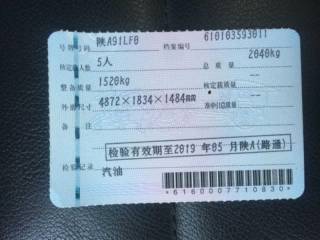 号牌号码 陕A91LF0 档案编号 610103593011
核定载人数 5人 总质量 2040kg
整备质量 1520kg 核定载质量 --
外廓尺寸 4872×1834×1484mm 准牵引总质量 --
备注
检验有效期至2019 年05 月陕A(路通)
检验记录
汽油
*6160007710830*